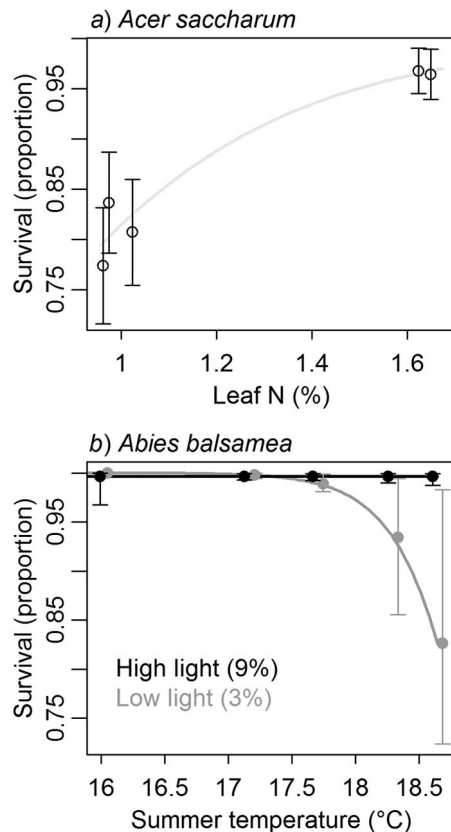 a) Acer saccharum
Survival (proportion)
0.75 0.85 0.95
1 1.2 1.4 1.6
Leaf N (%)
b) Abies balsamea
Survival (proportion)
0.75 0.85 0.95
High light (9%)
Low light (3%)
16 16.5 17 17.5 18 18.5
Summer temperature (°C)